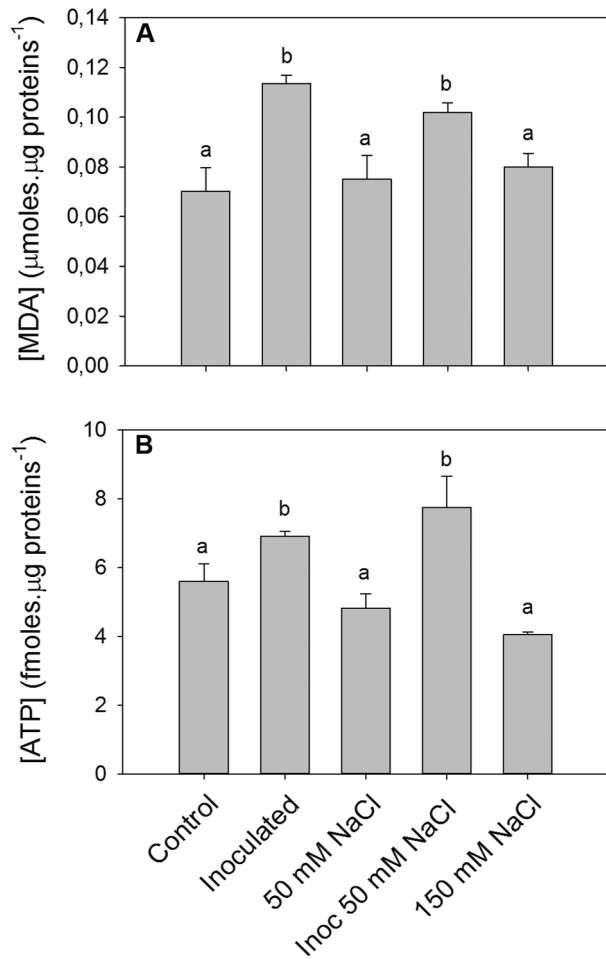 A
[MDA] (μmoles.μg proteins⁻¹)
0,14
0,12
0,10
0,08
0,06
0,04
0,02
0,00
a
b
a
b
a
B
[ATP] (fmoles.μg proteins⁻¹)
10
8
6
4
2
0
a
b
a
b
a
Control
Inoculated
50 mM NaCl
Inoc 50 mM NaCl
150 mM NaCl